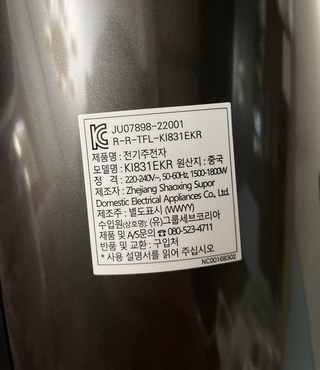 JU07898-22001
R-R-TFL-KI831EKR
제품명 : 전기주전자
모델명 : KI831EKR 원산지 : 중국
정 격 : 220-240V~, 50-60Hz, 1500-1800W
제조자 : Zhejiang Shaoxing Supor
Domestic Electrical Appliances Co., Ltd.
제조주 : 별도표시 (WWYY)
수입원(상호명) : (유)그룹세브코리아
제품 및 A/S문의 ☎ 080-523-4711
반품 및 교환 : 구입처
* 사용 설명서를 읽어 주십시오
NC00168302